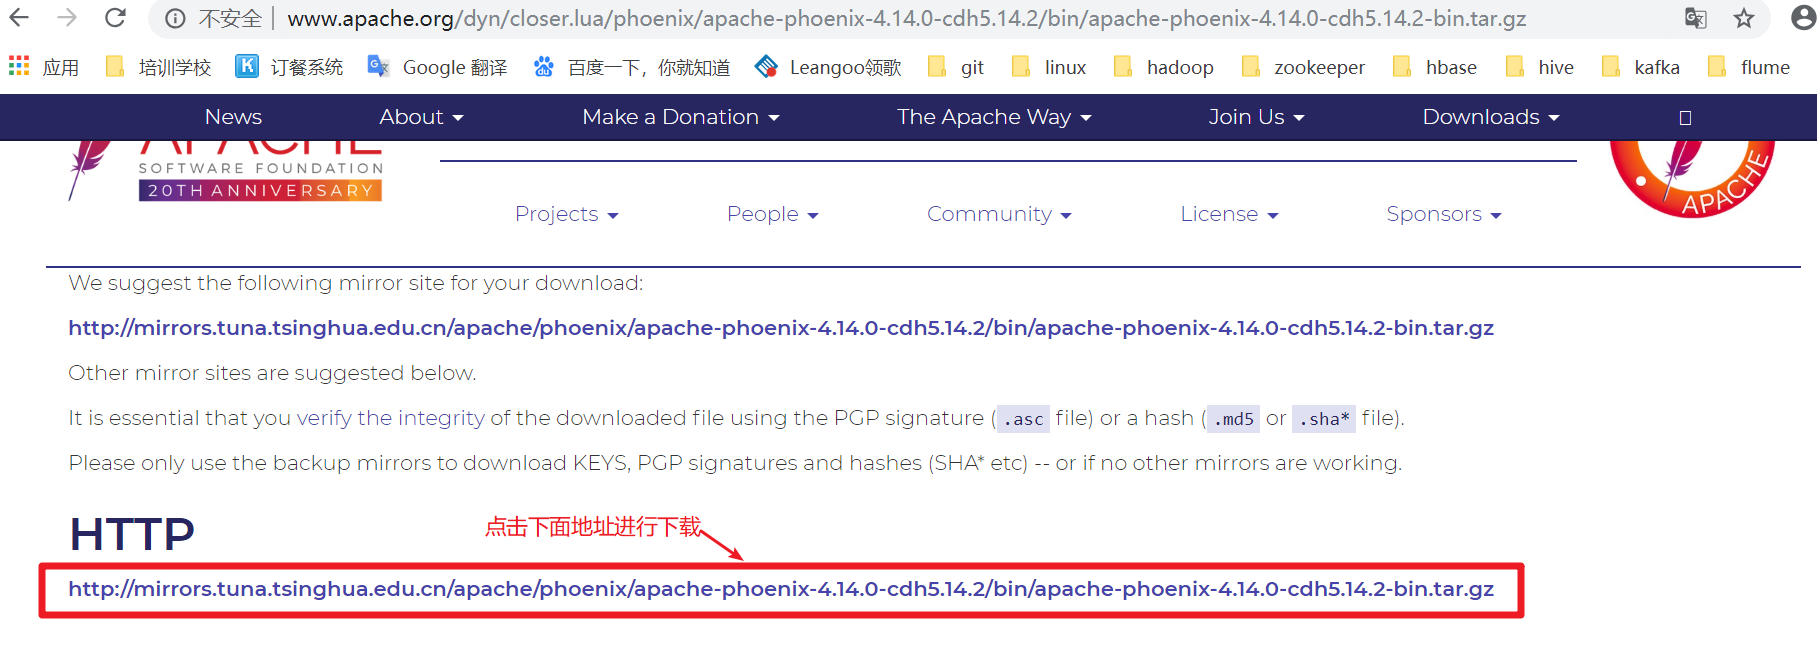 不安全 | www.apache.org/dyn/closer.lua/phoenix/apache-phoenix-4.14.0-cdh5.14.2/bin/apache-phoenix-4.14.0-cdh5.14.2-bin.tar.gz
应用 培训学校 订餐系统 Google 翻译 百度一下，你就知道 Leangoo领歌 git linux hadoop zookeeper hbase hive kafka flume
News About Make a Donation The Apache Way Join Us Downloads
APACHE
SOFTWARE FOUNDATION
20TH ANNIVERSARY
APACHE
Projects People Community License Sponsors
We suggest the following mirror site for your download:
http://mirrors.tuna.tsinghua.edu.cn/apache/phoenix/apache-phoenix-4.14.0-cdh5.14.2/bin/apache-phoenix-4.14.0-cdh5.14.2-bin.tar.gz
Other mirror sites are suggested below.
It is essential that you verify the integrity of the downloaded file using the PGP signature ( .asc file) or a hash ( .md5 or .sha* file).
Please only use the backup mirrors to download KEYS, PGP signatures and hashes (SHA* etc) -- or if no other mirrors are working.
HTTP
点击下面地址进行下载
http://mirrors.tuna.tsinghua.edu.cn/apache/phoenix/apache-phoenix-4.14.0-cdh5.14.2/bin/apache-phoenix-4.14.0-cdh5.14.2-bin.tar.gz